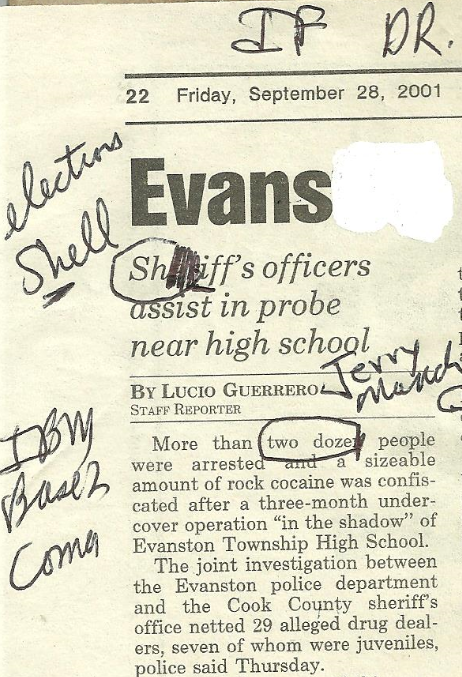 IF DR.
22 Friday, September 28, 2001
elections
Shell
Evans
Sh iff's officers
assist in probe
near high school
Jerry
BY LUCIO GUERRERO
STAFF REPORTER
IBM
Coma
More than two dozen people
were arrested and a sizeable
amount of rock cocaine was confis-
cated after a three-month under-
cover operation "in the shadow" of
Evanston Township High School.
The joint investigation between
the Evanston police department
and the Cook County sheriff's
office netted 29 alleged drug deal-
ers, seven of whom were juveniles,
police said Thursday.